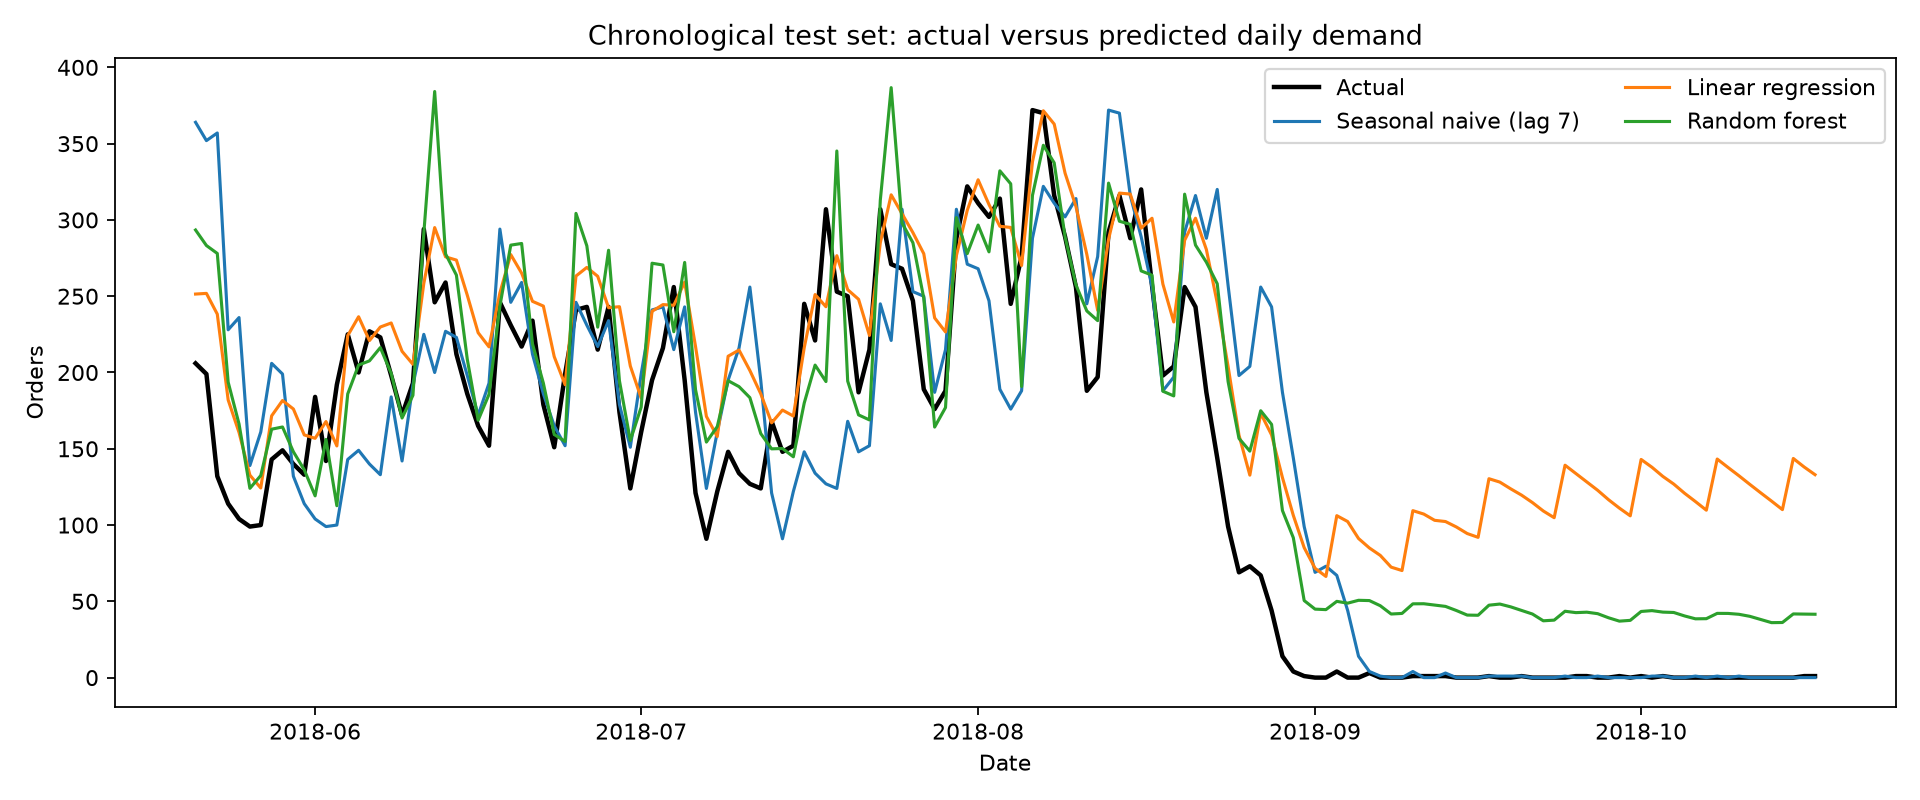 Chronological test set: actual versus predicted daily demand
Actual
Seasonal naive (lag 7)
Linear regression
Random forest
Orders
400
350
300
250
200
150
100
50
0
2018-06
2018-07
2018-08
2018-09
2018-10
Date